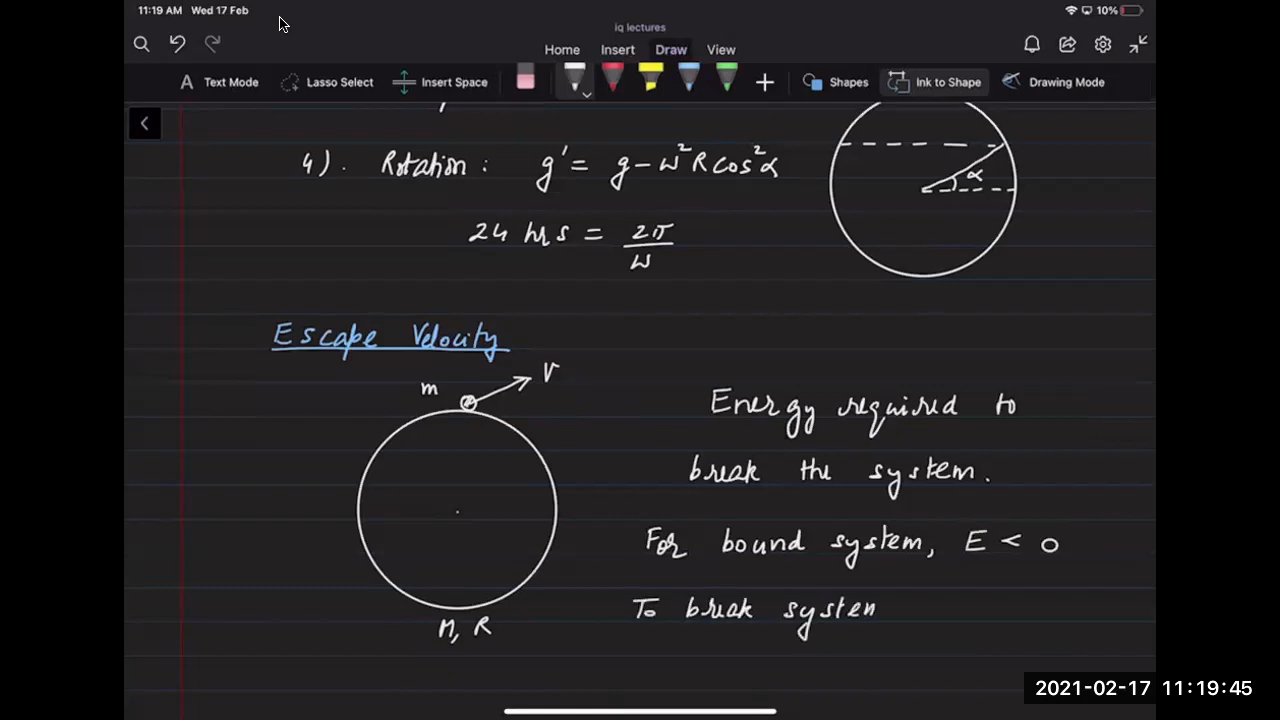 11:19 AM Wed 17 Feb
10%
iq lectures
Home Insert Draw View
Text Mode Lasso Select Insert Space Shapes Ink to Shape Drawing Mode
4). Rotation: g' = g - ω²Rcos²α
α
24 hrs = 2π/ω
Escape Velocity
m
V
Energy required to
break the system.
For bound system, E < 0
To break system
M, R
2021-02-17 11:19:45